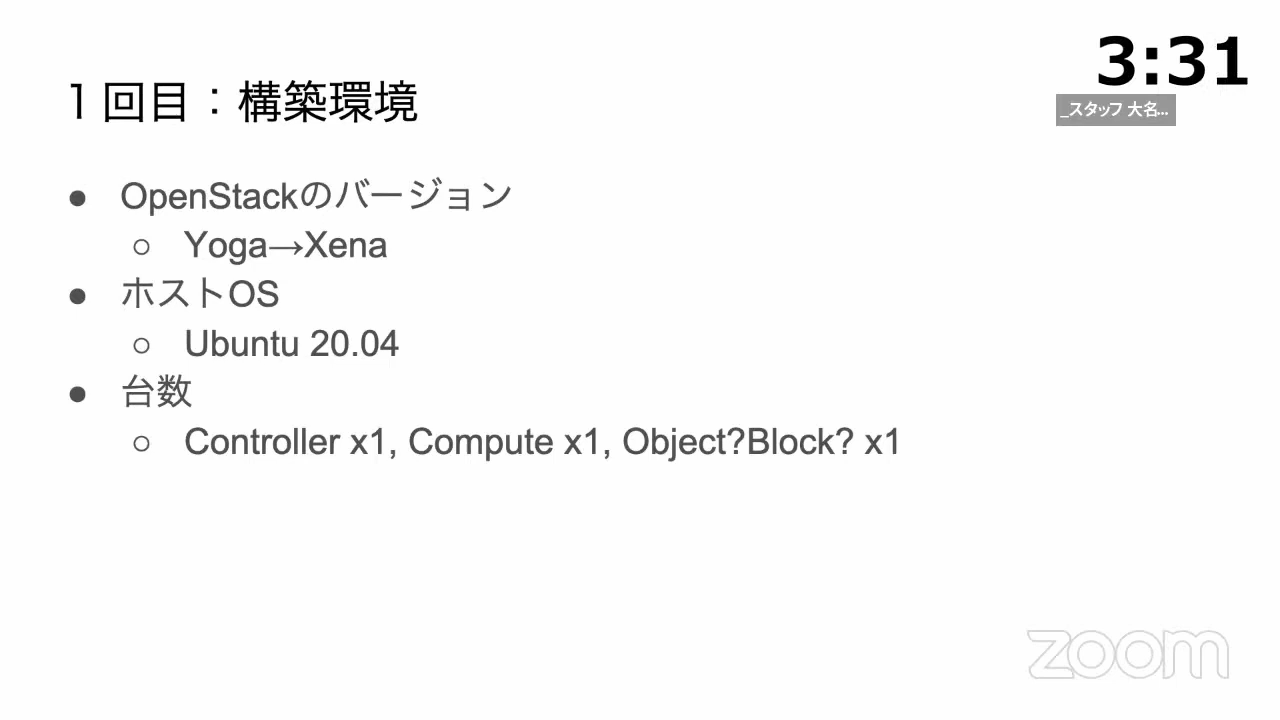 1回目：構築環境
3:31
_スタッフ 大名...
● OpenStackのバージョン
○ Yoga→Xena
● ホストOS
○ Ubuntu 20.04
● 台数
○ Controller x1, Compute x1, Object?Block? x1
zoom